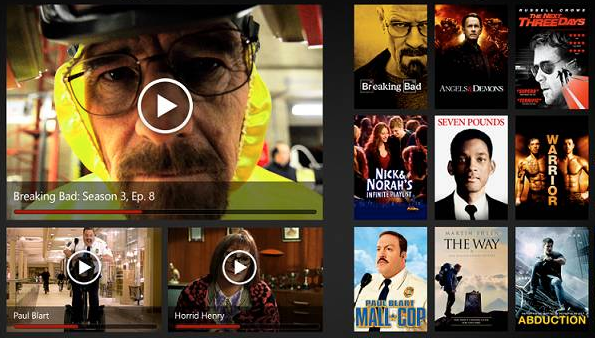 Breaking Bad: Season 3, Ep. 8
Paul Blart
Horrid Henry
Breaking Bad
ANGELS & DEMONS
RUSSELL CROWE
THE NEXT
THREE DAYS
NICK &
NORAH'S
INFINITE PLAYLIST
SEVEN POUNDS
WARRIOR
PAUL BLART
MALL COP
MARTIN SHEEN
THE WAY
ABDUCTION